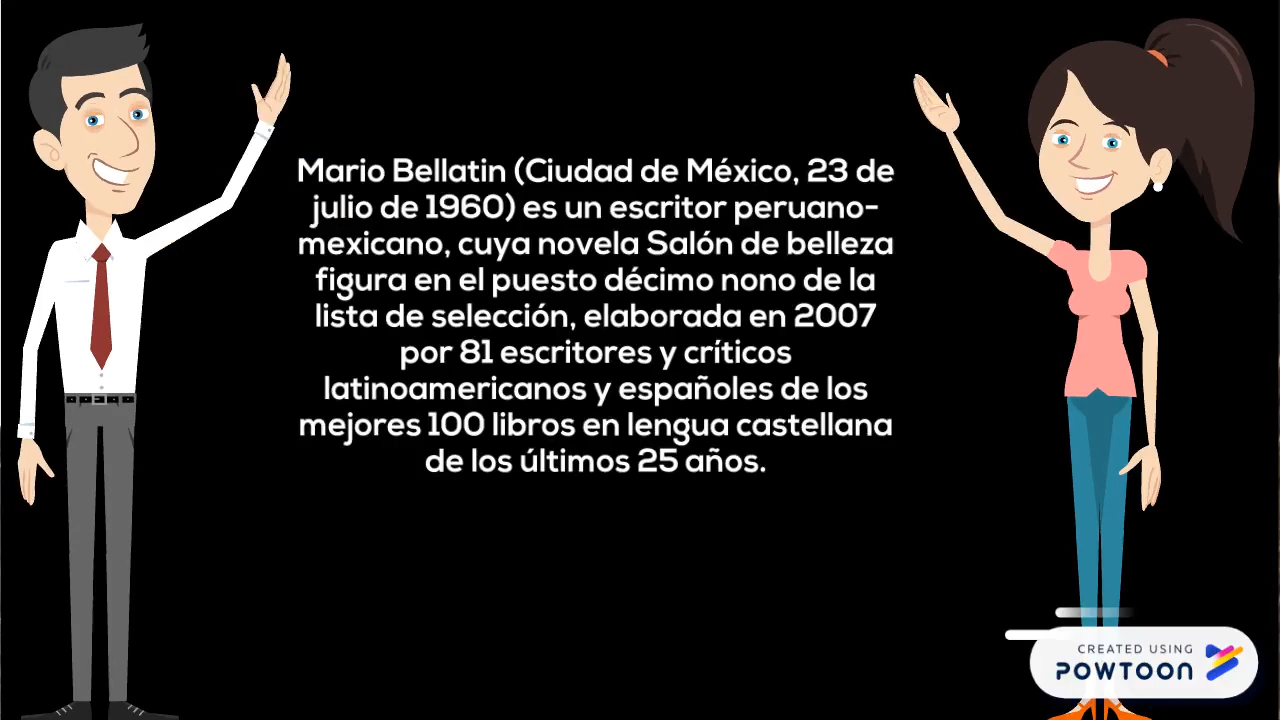 Mario Bellatin (Ciudad de México, 23 de
julio de 1960) es un escritor peruano-
mexicano, cuya novela Salón de belleza
figura en el puesto décimo nono de la
lista de selección, elaborada en 2007
por 81 escritores y críticos
latinoamericanos y españoles de los
mejores 100 libros en lengua castellana
de los últimos 25 años.
CREATED USING
POWTOON